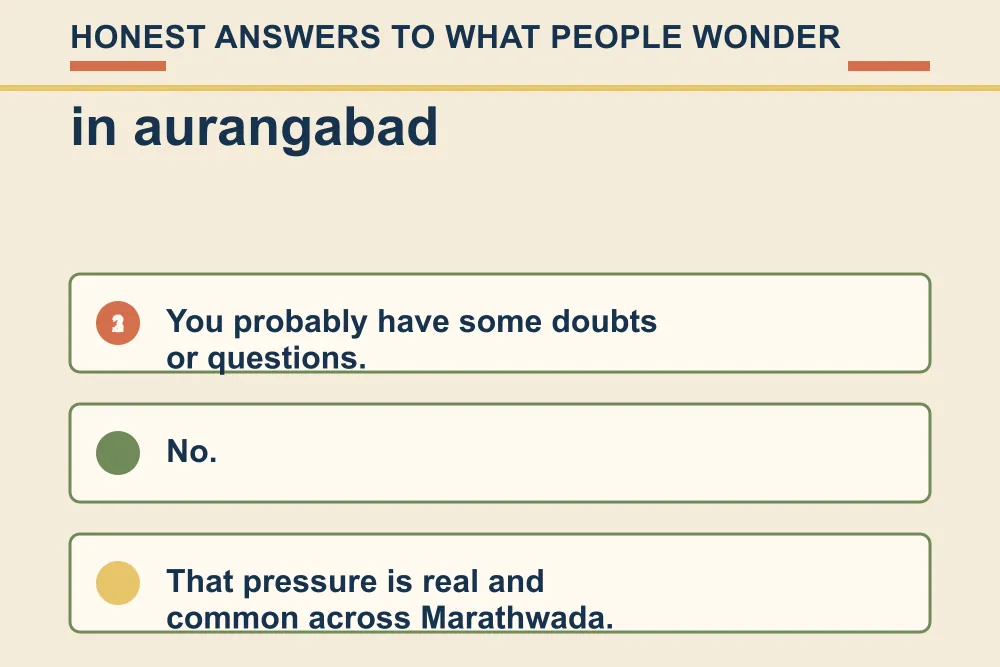 HONEST ANSWERS TO WHAT PEOPLE WONDER
in aurangabad
You probably have some doubts
or questions.
No.
That pressure is real and
common across Marathwada.